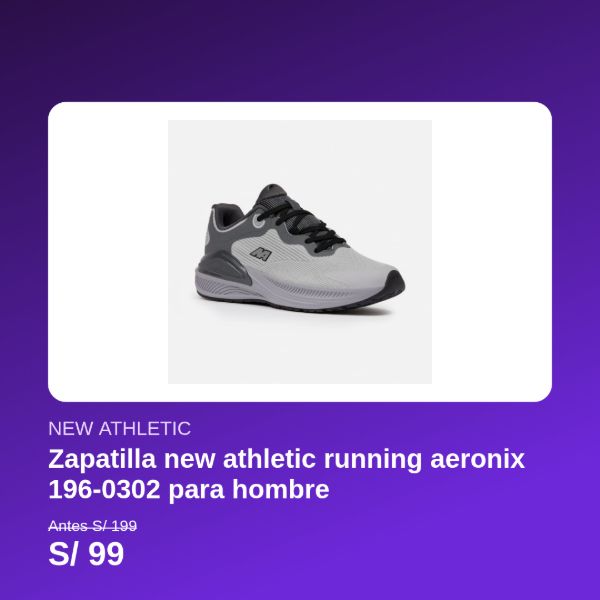 NEW ATHLETIC
Zapatilla new athletic running aeronix
196-0302 para hombre
Antes S/ 199
S/ 99